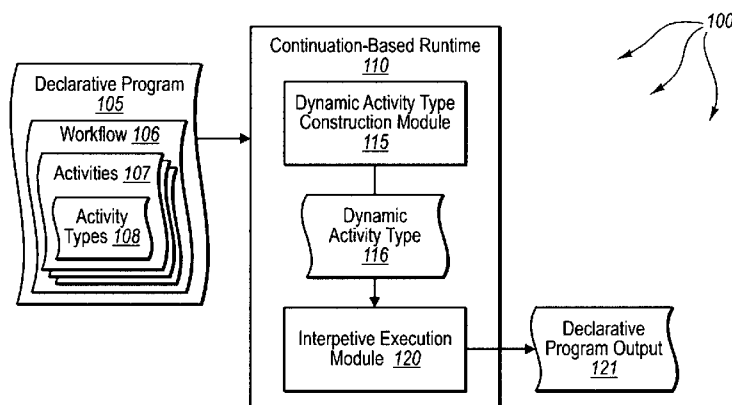 100
Declarative Program
105
Workflow 106
Activities 107
Activity
Types 108
Continuation-Based Runtime
110
Dynamic Activity Type
Construction Module
115
Dynamic
Activity Type
116
Interpetive Execution
Module 120
Declarative
Program Output
121